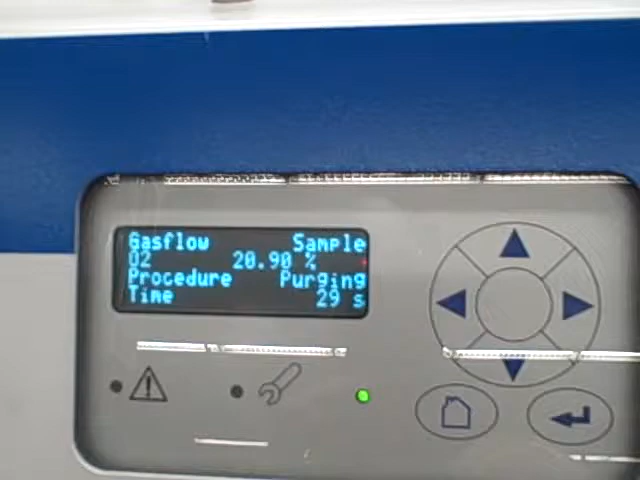 Gasflow Sample
O2 20.90 %
Procedure Purging
Time 29 s